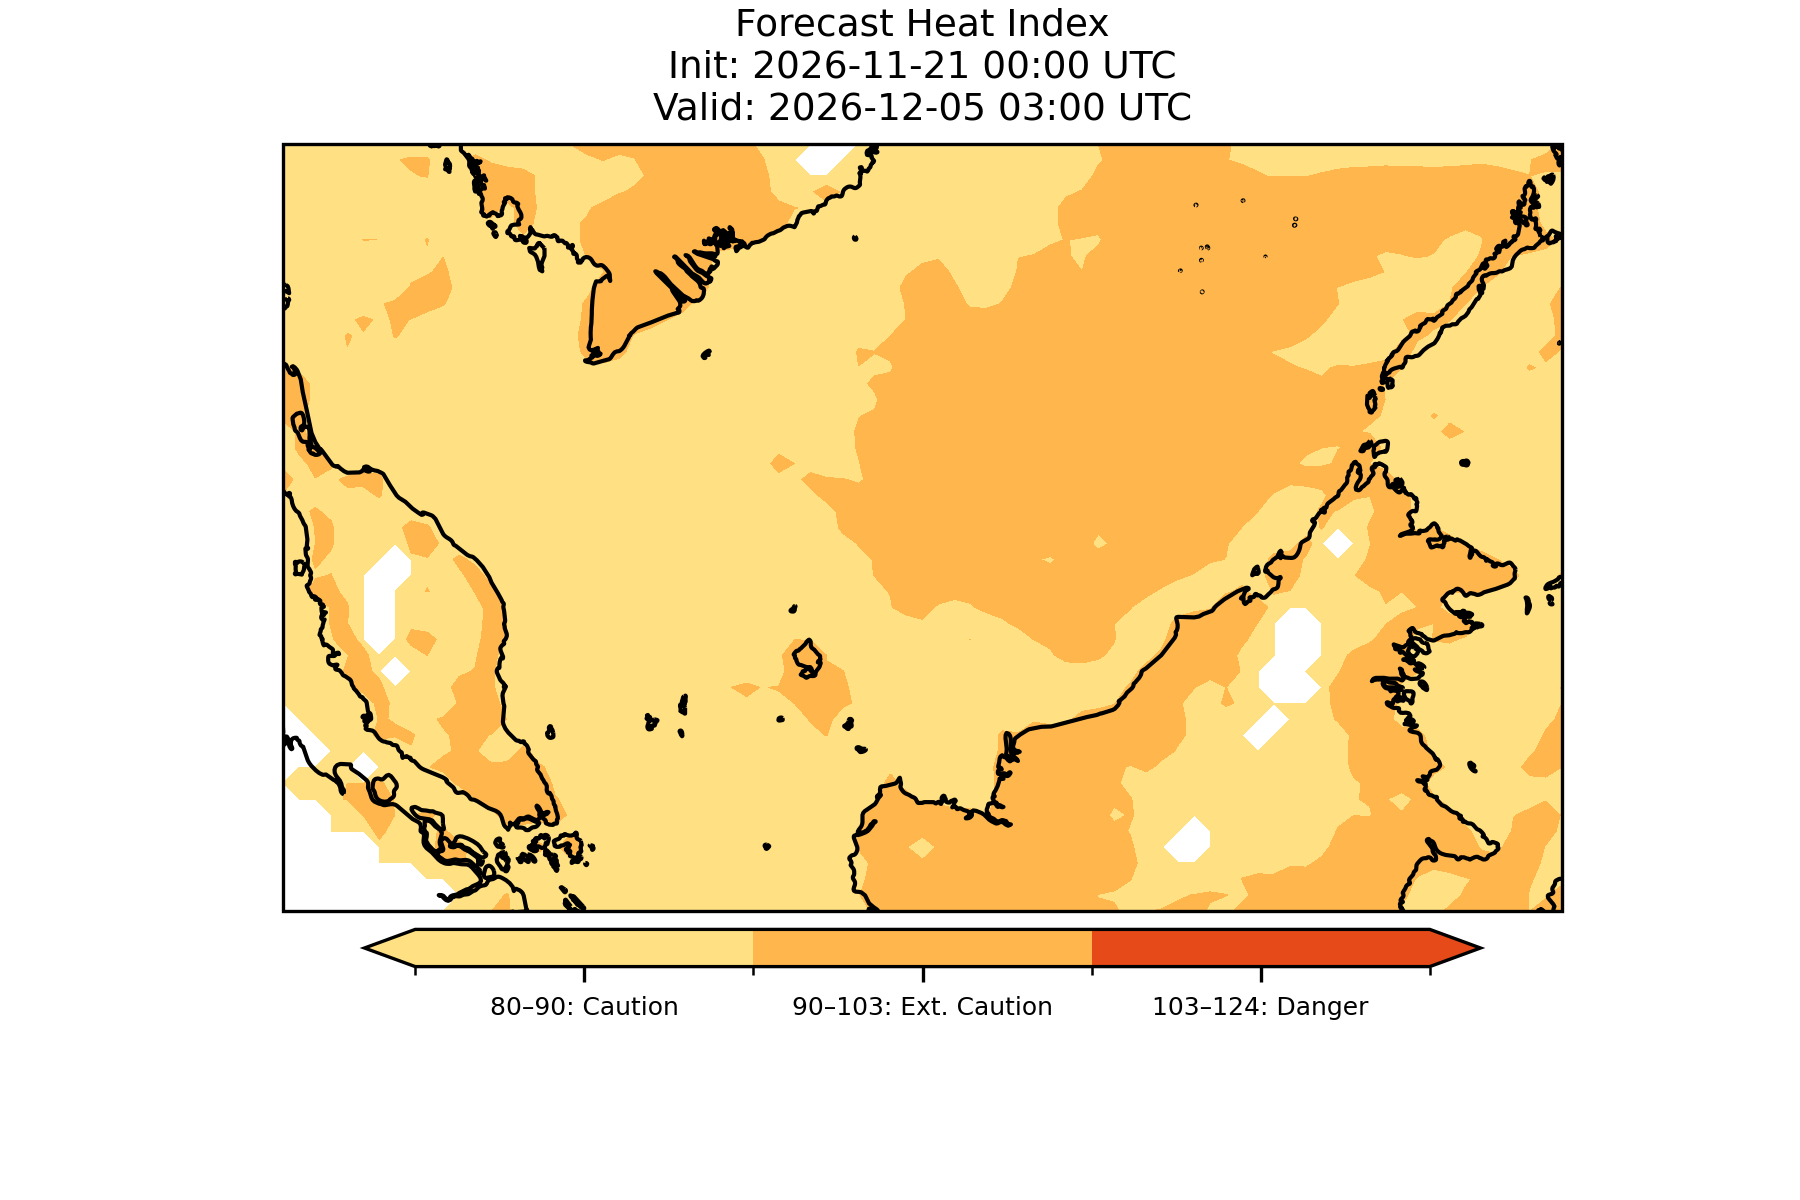 Forecast Heat Index
Init: 2026-11-21 00:00 UTC
Valid: 2026-12-05 03:00 UTC
80–90: Caution
90–103: Ext. Caution
103–124: Danger